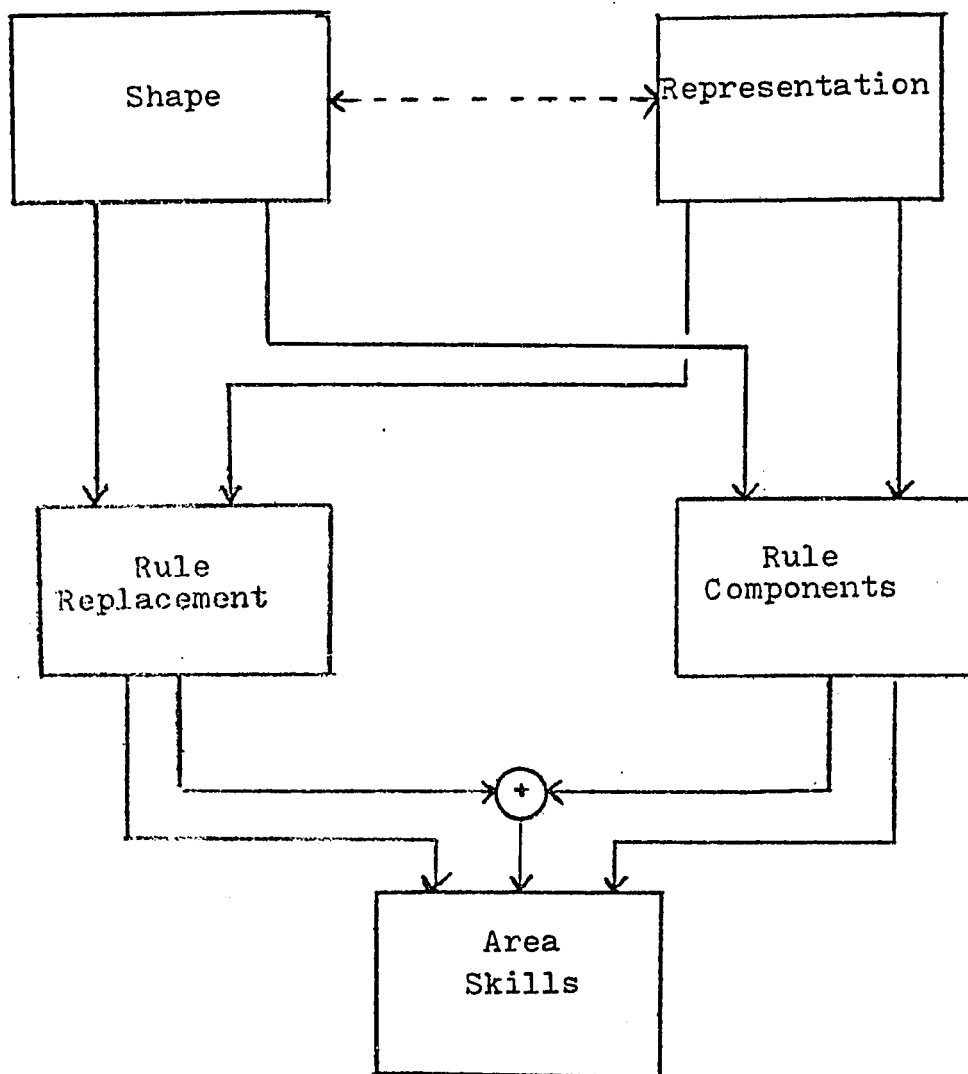 Shape
Representation
Rule
Replacement
Rule
Components
+
Area
Skills